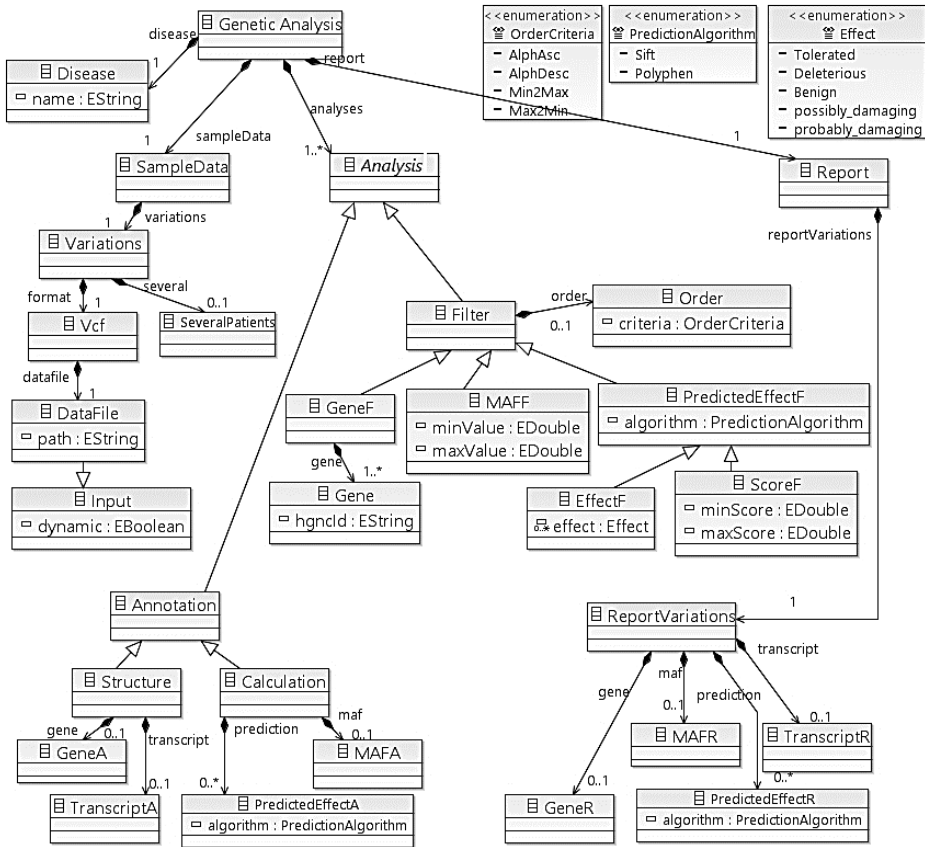 Genetic Analysis
disease
report
<<enumeration>>
OrderCriteria
AlphAsc
AlphDesc
Min2Max
Max2Min
<<enumeration>>
PredictionAlgorithm
Sift
Polyphen
<<enumeration>>
Effect
Tolerated
Deleterious
Benign
possibly_damaging
probably_damaging
Disease
name : EString
1
analyses
sampleData
1
1..*
1
SampleData
Analysis
Report
variations
1
reportVariations
Variations
several
format
1
0..1
Vcf
SeveralPatients
order
0..1
Filter
Order
criteria : OrderCriteria
datafile
1
DataFile
path : EString
GeneF
MAFF
minValue : EDouble
maxValue : EDouble
PredictedEffectF
algorithm : PredictionAlgorithm
gene
1..*
Input
dynamic : EBoolean
Gene
hgncId : EString
EffectF
0..*
effect : Effect
ScoreF
minScore : EDouble
maxScore : EDouble
Annotation
1
ReportVariations
Structure
Calculation
gene
maf
prediction
transcript
gene
0..1
transcript
prediction
maf
0..1
0..1
0..1
GeneA
MAFA
MAFR
TranscriptR
0..1
0..*
0..1
0..*
TranscriptA
PredictedEffectA
algorithm : PredictionAlgorithm
GeneR
PredictedEffectR
algorithm : PredictionAlgorithm